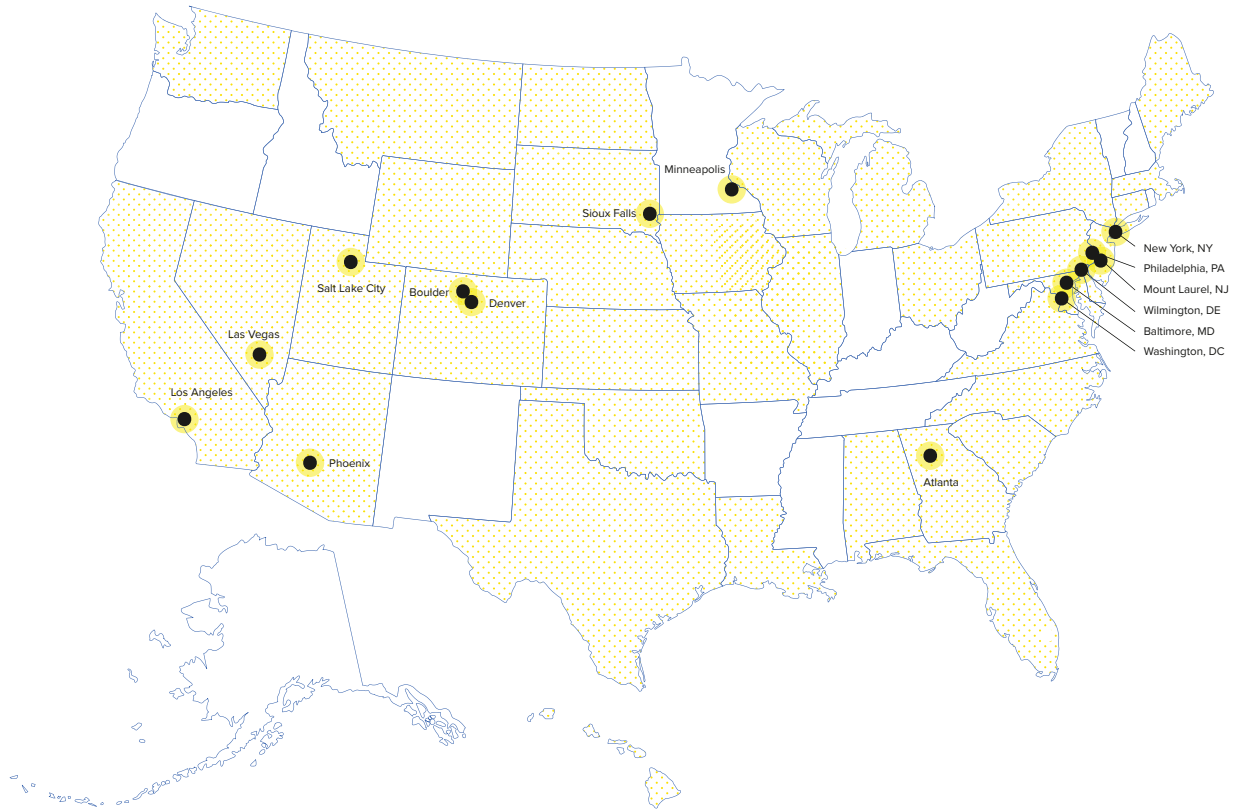 Minneapolis
Sioux Falls
New York, NY
Philadelphia, PA
Salt Lake City
Boulder
Denver
Mount Laurel, NJ
Wilmington, DE
Baltimore, MD
Las Vegas
Washington, DC
Los Angeles
Phoenix
Atlanta